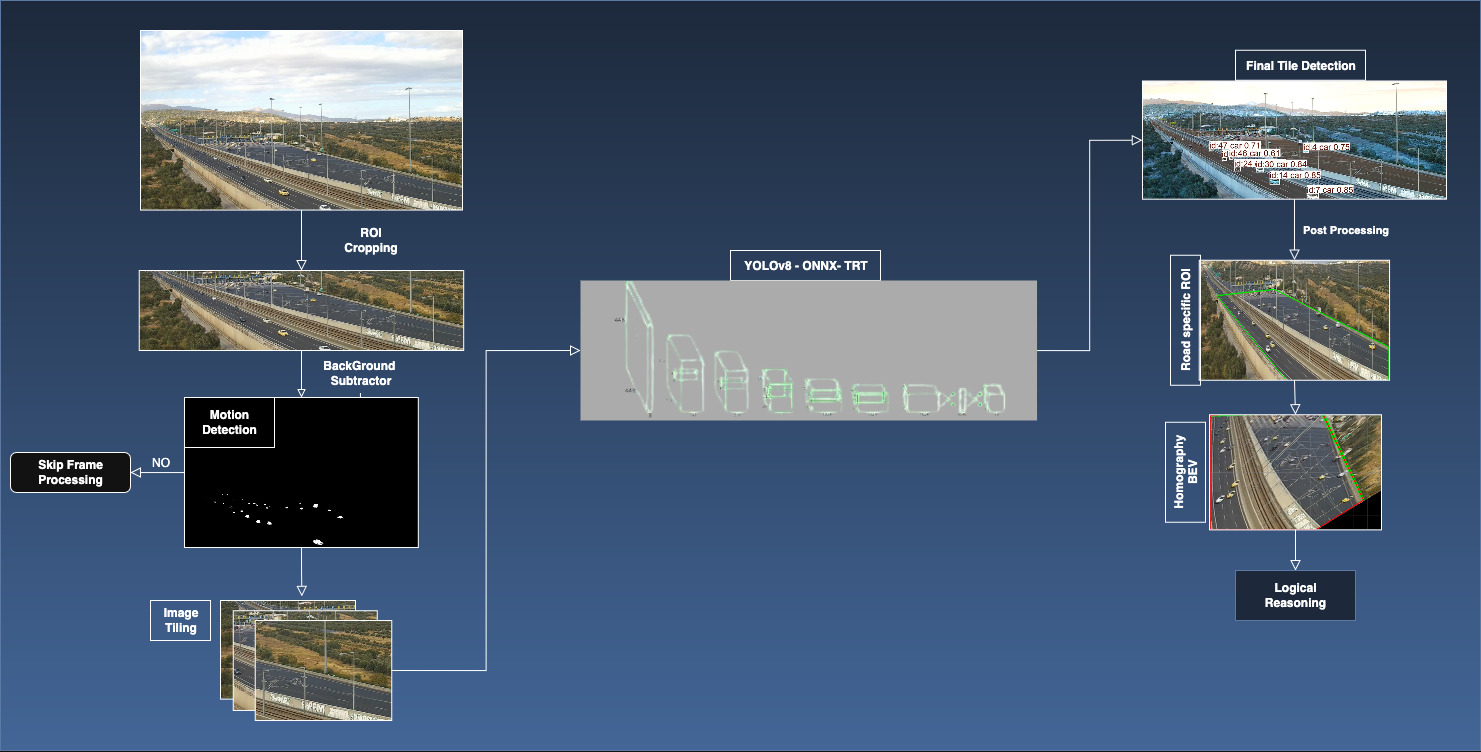 ROI
Cropping
BackGround
Subtractor
Motion
Detection
NO
Skip Frame
Processing
Image
Tiling
YOLOv8 - ONNX- TRT
448
448
Final Tile Detection
id:47 car 0.71
id:46 car 0.61
id:4 car 0.75
id:24
id:30 car 0.64
id:14 car 0.65
id:7 car 0.85
Post Processing
Road specific ROI
Homography
BEV
Logical
Reasoning